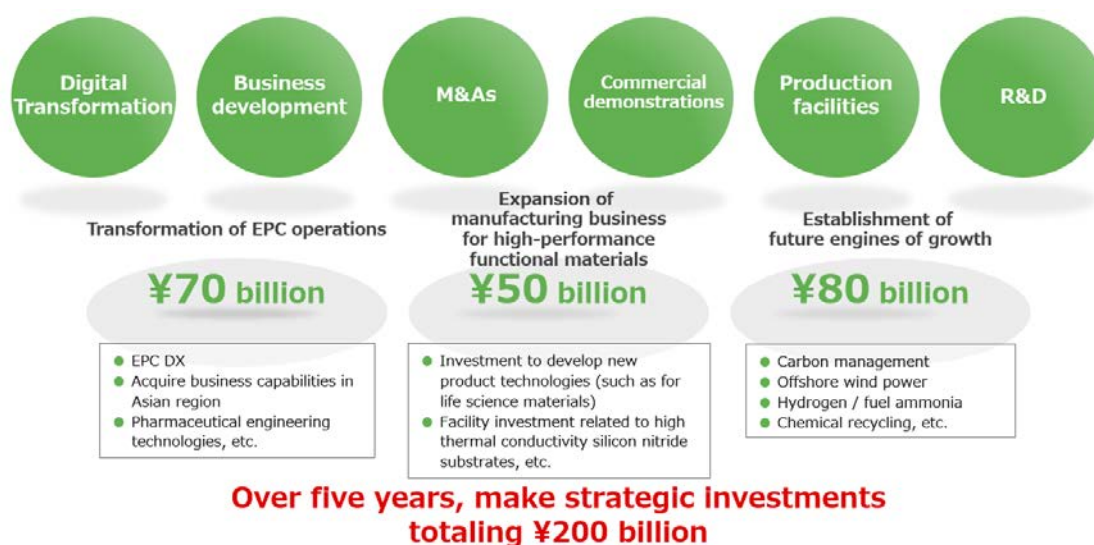 Digital
Transformation
Business
development
M&As
Commercial
demonstrations
Production
facilities
R&D
Transformation of EPC operations
¥70 billion
● EPC DX
● Acquire business capabilities in
Asian region
● Pharmaceutical engineering
technologies, etc.
Expansion of
manufacturing business
for high-performance
functional materials
¥50 billion
● Investment to develop new
product technologies (such as for
life science materials)
● Facility investment related to high
thermal conductivity silicon nitride
substrates, etc.
Establishment of
future engines of growth
¥80 billion
● Carbon management
● Offshore wind power
● Hydrogen / fuel ammonia
● Chemical recycling, etc.
Over five years, make strategic investments
totaling ¥200 billion